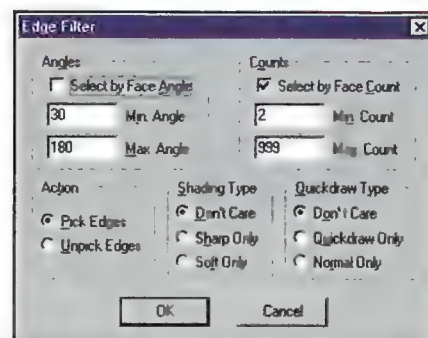 Edge Filter
Angles
Select by Face Angle
30 Min. Angle
180 Max Angle
Counts
Select by Face Count
2 Min Count
999 Max Count
Action
Pick Edges
Unpick Edges
Shading Type
Don't Care
Sharp Only
Soft Only
Quickdraw Type
Don't Care
Quickdraw Only
Normal Only
OK
Cancel